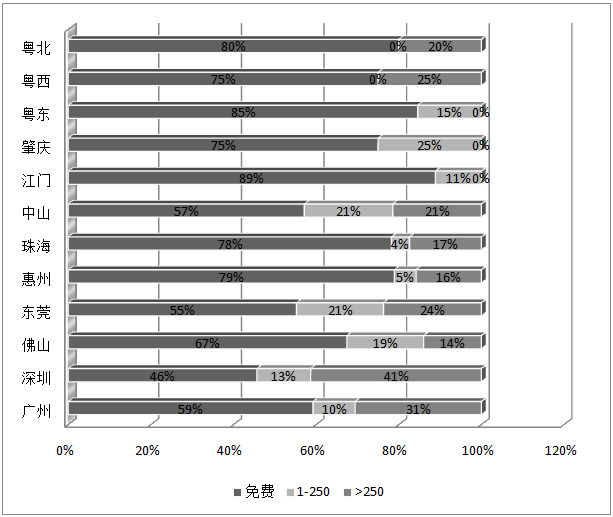 粤北 80% 0% 20%
粤西 75% 0% 25%
粤东 85% 15% 0%
肇庆 75% 25% 0%
江门 89% 11% 0%
中山 57% 21% 21%
珠海 78% 4% 17%
惠州 79% 5% 16%
东莞 55% 21% 24%
佛山 67% 19% 14%
深圳 46% 13% 41%
广州 59% 10% 31%
0% 20% 40% 60% 80% 100% 120%
免费 1-250 >250